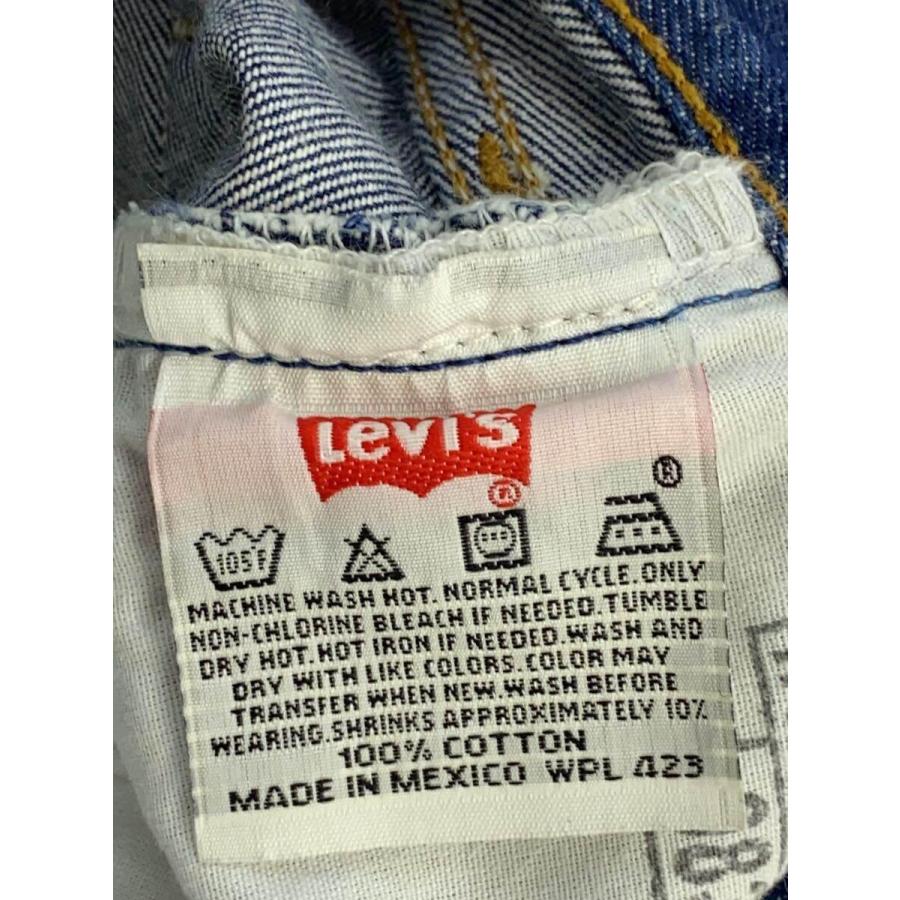 Levi's
®
®
105°F
MACHINE WASH HOT. NORMAL CYCLE. ONLY
NON-CHLORINE BLEACH IF NEEDED. TUMBLE
DRY HOT. HOT IRON IF NEEDED. WASH AND
DRY WITH LIKE COLORS. COLOR MAY
TRANSFER WHEN NEW. WASH BEFORE
WEARING. SHRINKS APPROXIMATELY 10%
100% COTTON
MADE IN MEXICO WPL 423